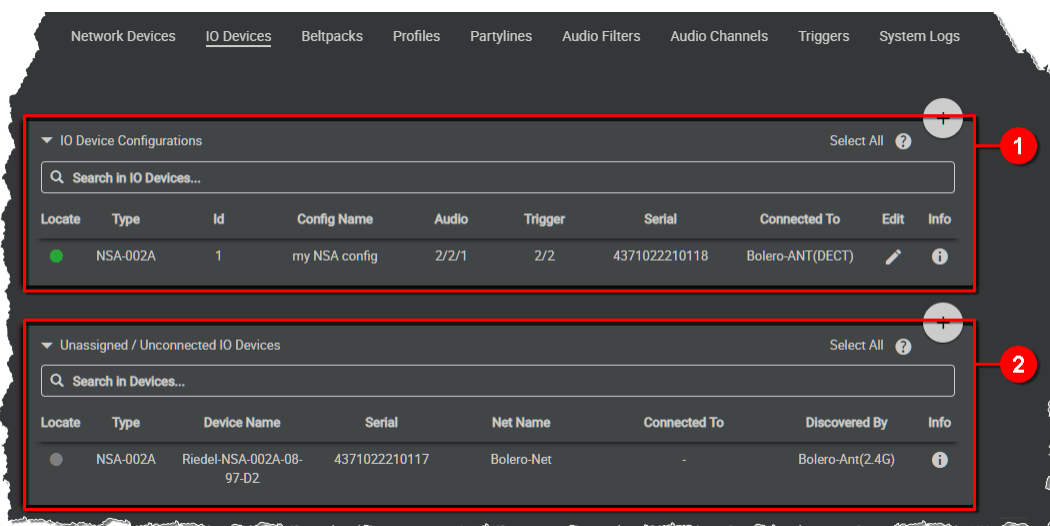 Network Devices IO Devices Beltpacks Profiles Partylines Audio Filters Audio Channels Triggers System Logs
+
IO Device Configurations Select All ?
1
Search in IO Devices...
Locate Type Id Config Name Audio Trigger Serial Connected To Edit Info
NSA-002A 1 my NSA config 2/2/1 2/2 4371022210118 Bolero-ANT(DECT) i
+
Unassigned / Unconnected IO Devices Select All ?
2
Search in Devices...
Locate Type Device Name Serial Net Name Connected To Discovered By Info
NSA-002A Riedel-NSA-002A-08- 4371022210117 Bolero-Net - Bolero-Ant(2.4G) i
97-D2